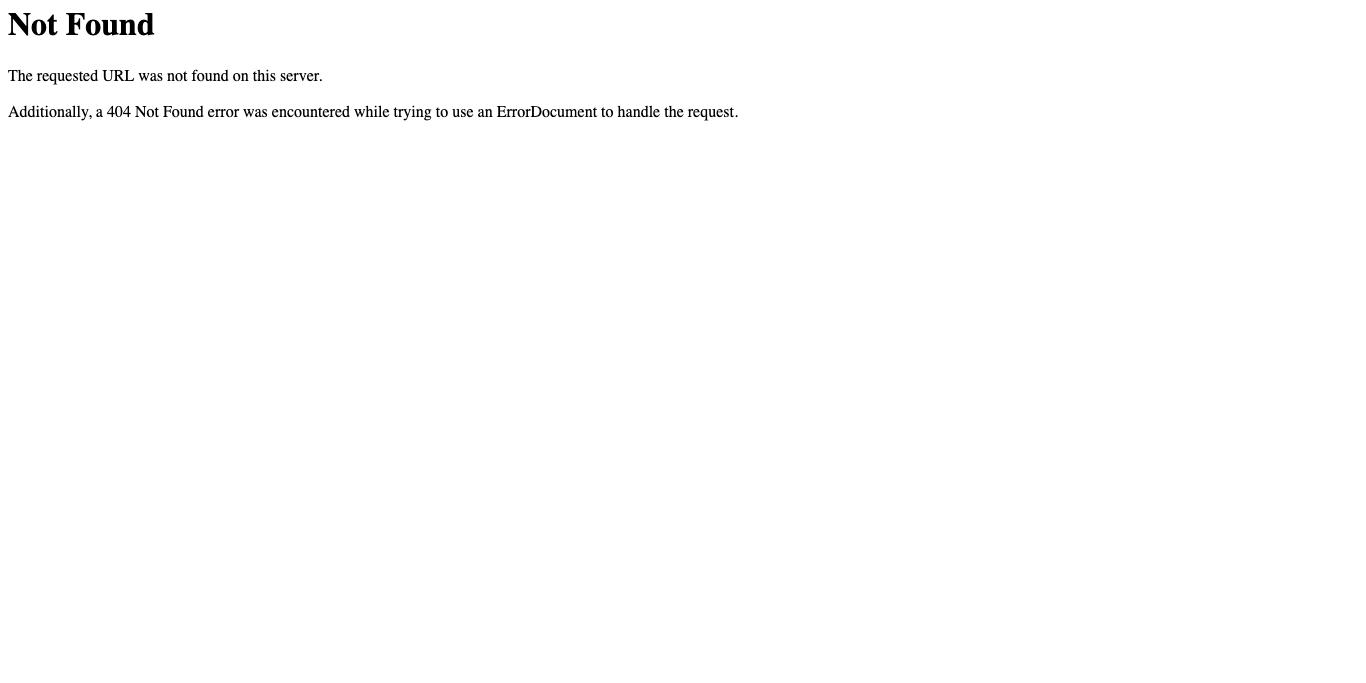 Not Found
The requested URL was not found on this server.
Additionally, a 404 Not Found error was encountered while trying to use an ErrorDocument to handle the request.